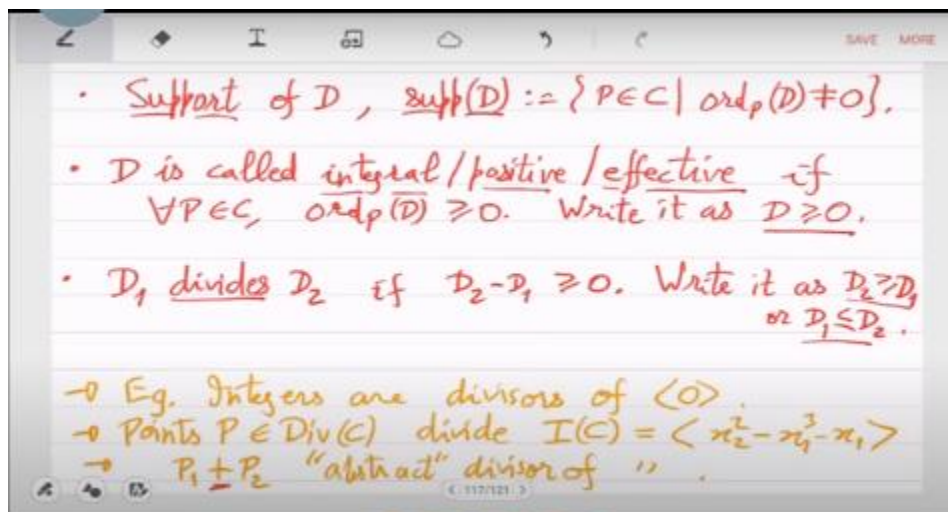 SAVE MORE
• Support of D, supp(D) := {P∈C | ord_P(D) ≠ 0}.
• D is called integral/positive/effective if
∀P∈C, ord_P(D) ⩾ 0. Write it as D ⩾ 0.
• D₁ divides D₂ if D₂-D₁ ⩾ 0. Write it as D₂ ⩾ D₁
or D₁ ≤ D₂.
→ Eg. Integers are divisors of <0>.
→ Points P ∈ Div(C) divide I(C) = < x₂² - x₁³ - x₁ >
→ P₁ ± P₂ "abstract" divisor of " .
< 117/121 >